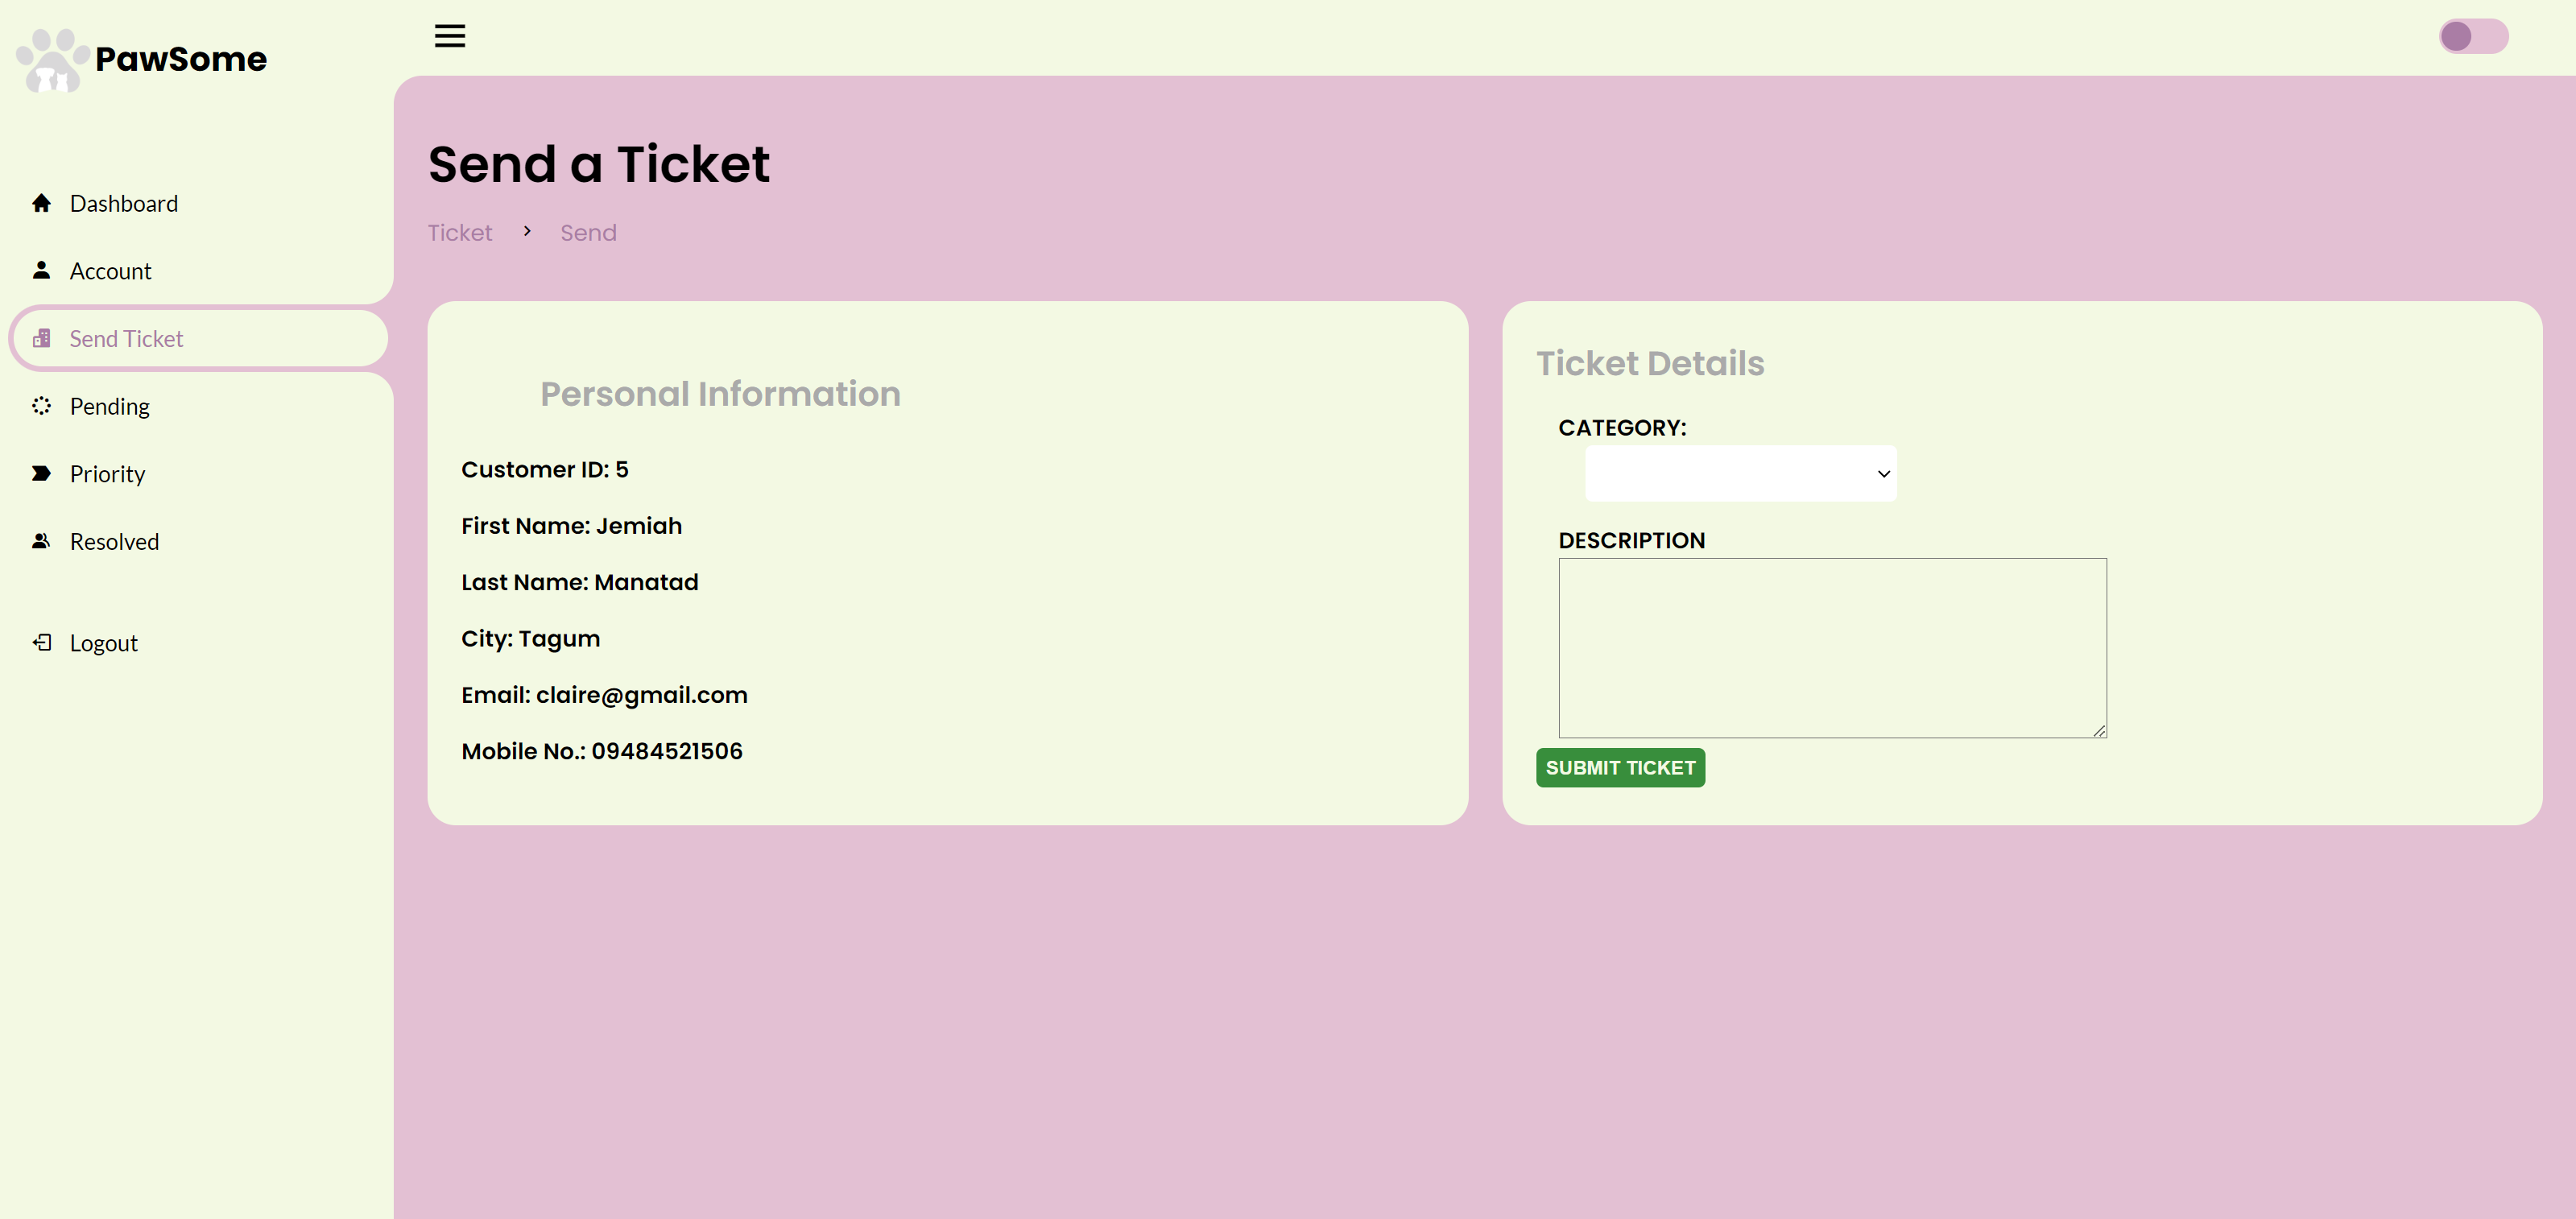 PawSome
Dashboard
Account
Send Ticket
Pending
Priority
Resolved
Logout
Send a Ticket
Ticket > Send
Personal Information
Customer ID: 5
First Name: Jemiah
Last Name: Manatad
City: Tagum
Email: claire@gmail.com
Mobile No.: 09484521506
Ticket Details
CATEGORY:
DESCRIPTION
SUBMIT TICKET